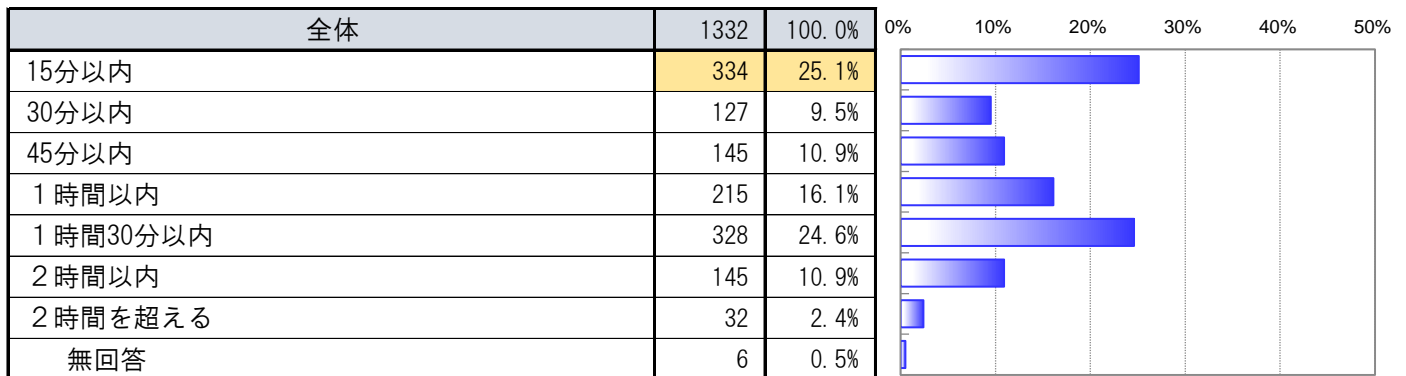 全体 1332 100.0% 0% 10% 20% 30% 40% 50%
15分以内 334 25.1%
30分以内 127 9.5%
45分以内 145 10.9%
１時間以内 215 16.1%
１時間30分以内 328 24.6%
２時間以内 145 10.9%
２時間を超える 32 2.4%
無回答 6 0.5%